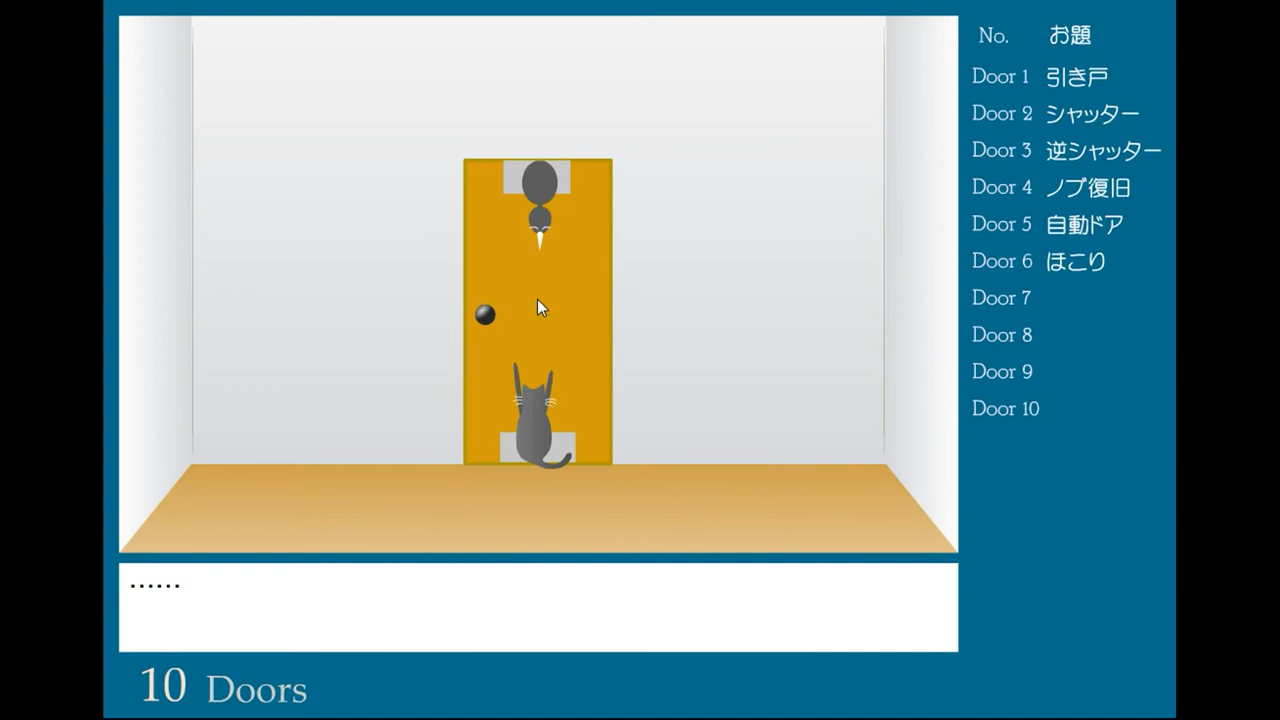 No. お題
Door 1 引き戸
Door 2 シャッター
Door 3 逆シャッター
Door 4 ノブ復旧
Door 5 自動ドア
Door 6 ほこり
Door 7
Door 8
Door 9
Door 10
......
10 Doors